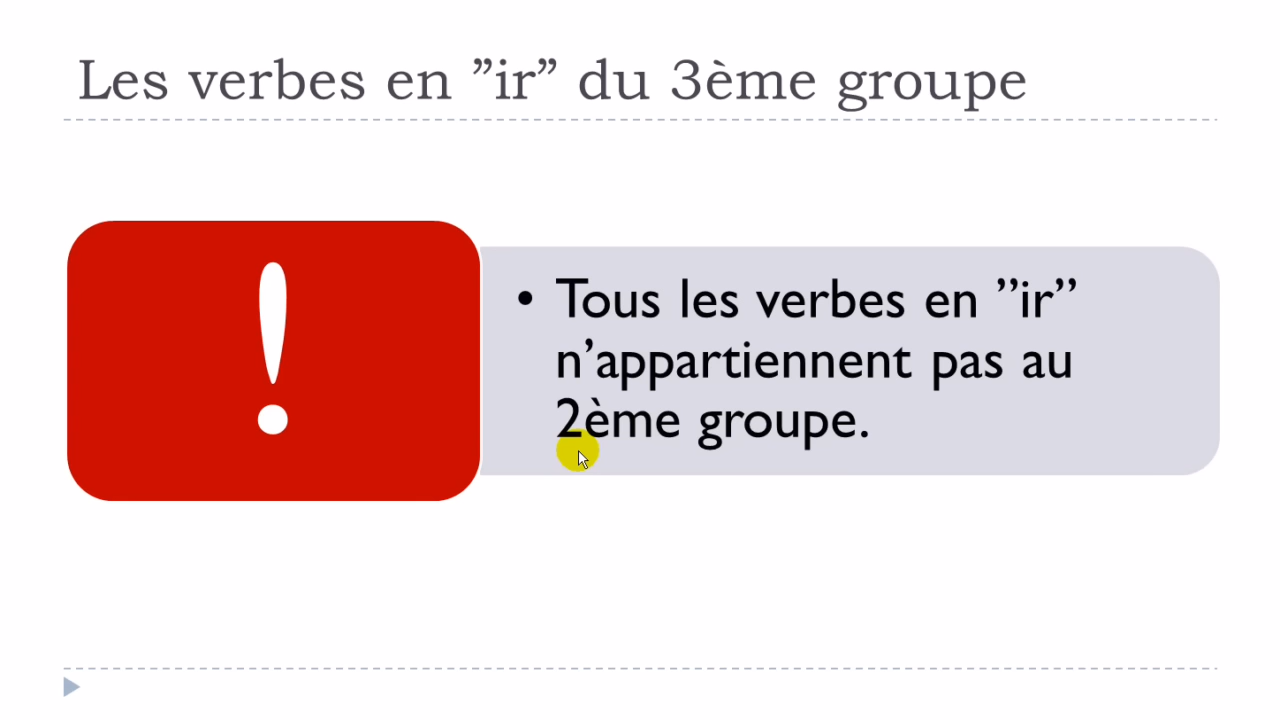 Les verbes en ”ir” du 3ème groupe
!
• Tous les verbes en ”ir”
n’appartiennent pas au
2ème groupe.